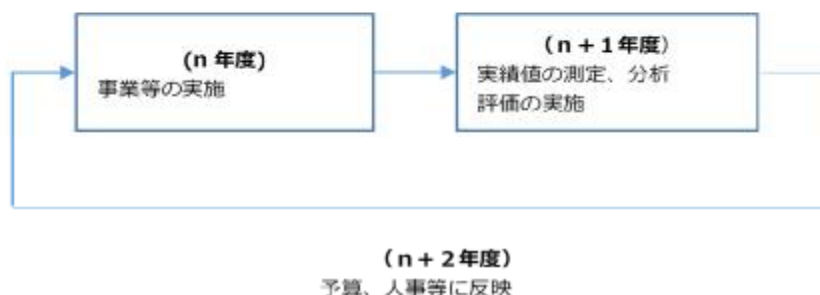 (n 年度)
事業等の実施
（n + 1 年度）
実績値の測定、分析
評価の実施
（n + 2 年度）
予算、人事等に反映